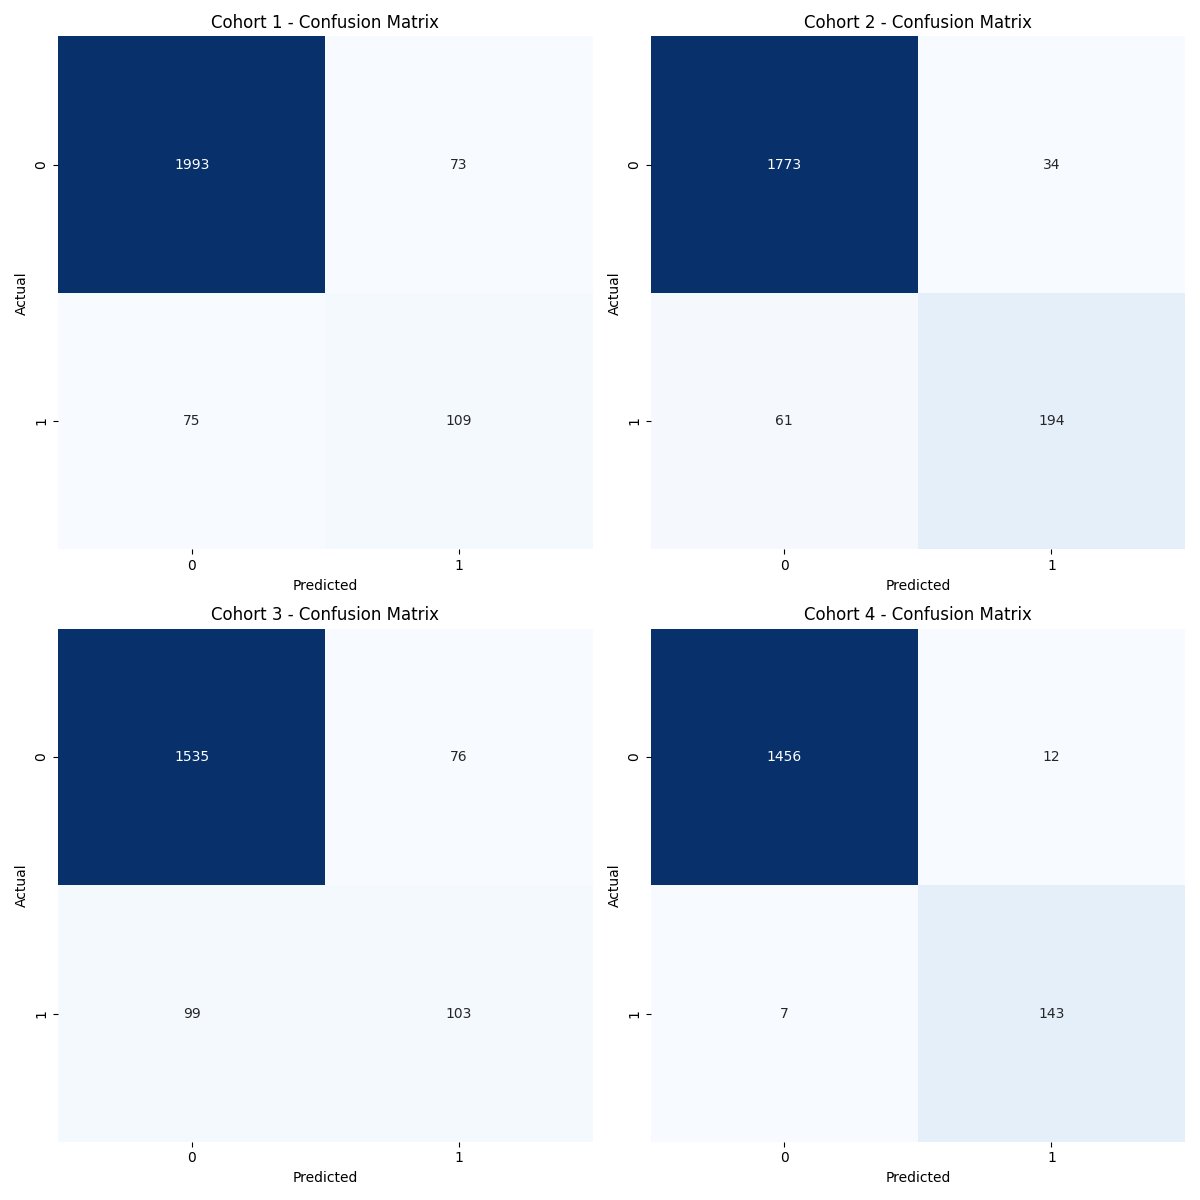 Cohort 1 - Confusion Matrix
0
1993
73
Actual
1
75
109
0
1
Predicted
Cohort 2 - Confusion Matrix
0
1773
34
Actual
1
61
194
0
1
Predicted
Cohort 3 - Confusion Matrix
0
1535
76
Actual
1
99
103
0
1
Predicted
Cohort 4 - Confusion Matrix
0
1456
12
Actual
1
7
143
0
1
Predicted